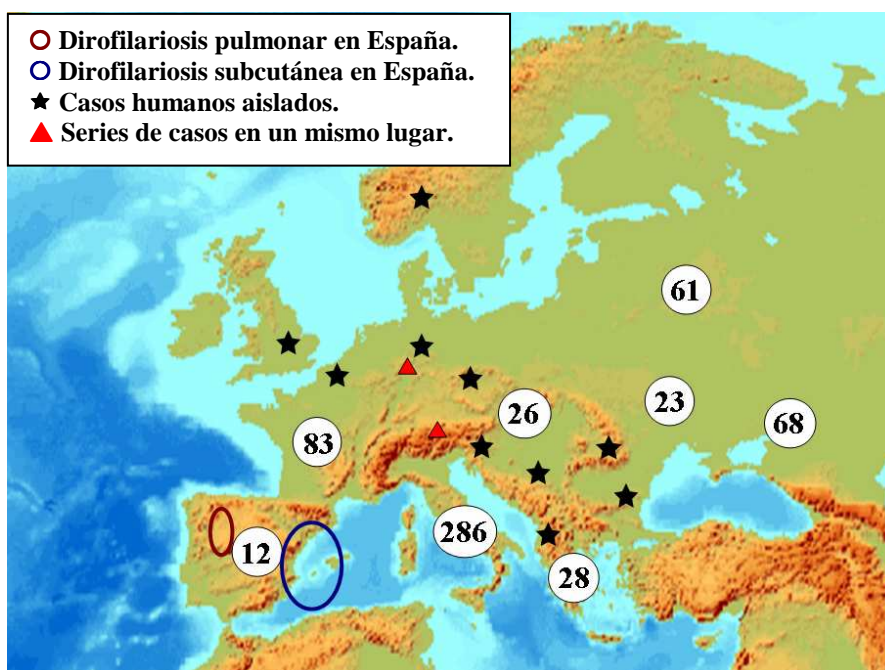 Dirofilariosis pulmonar en España.
Dirofilariosis subcutánea en España.
Casos humanos aislados.
Series de casos en un mismo lugar.
61
23
26
68
83
286
12
28